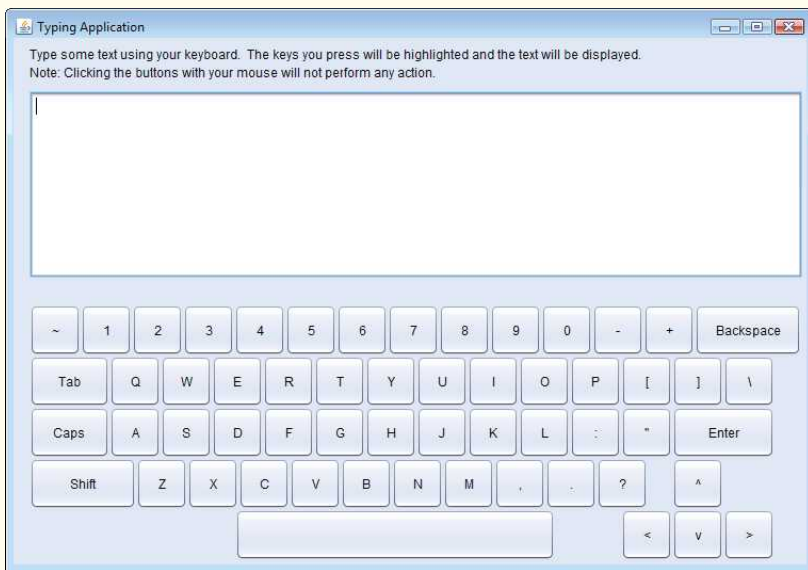 Typing Application
Type some text using your keyboard. The keys you press will be highlighted and the text will be displayed.
Note: Clicking the buttons with your mouse will not perform any action.
~ 1 2 3 4 5 6 7 8 9 0 - + Backspace
Tab Q W E R T Y U I O P [ ] \
Caps A S D F G H J K L : " Enter
Shift Z X C V B N M , . ? ^
< v >